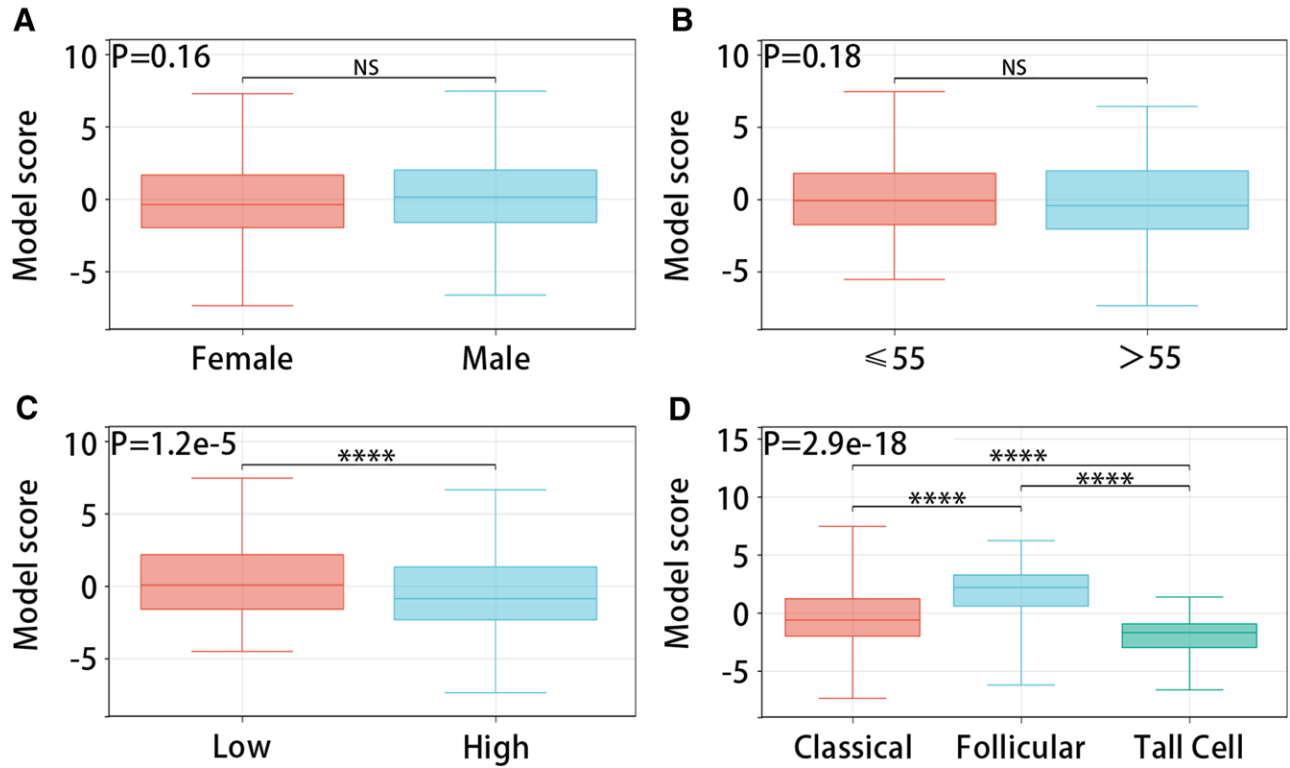 A
P=0.16
NS
10
5
0
-5
Model score
Female
Male
B
P=0.18
NS
10
5
0
-5
Model score
⩽55
>55
C
P=1.2e-5
****
10
5
0
-5
Model score
Low
High
D
P=2.9e-18
****
****
****
15
10
5
0
-5
Model score
Classical
Follicular
Tall Cell